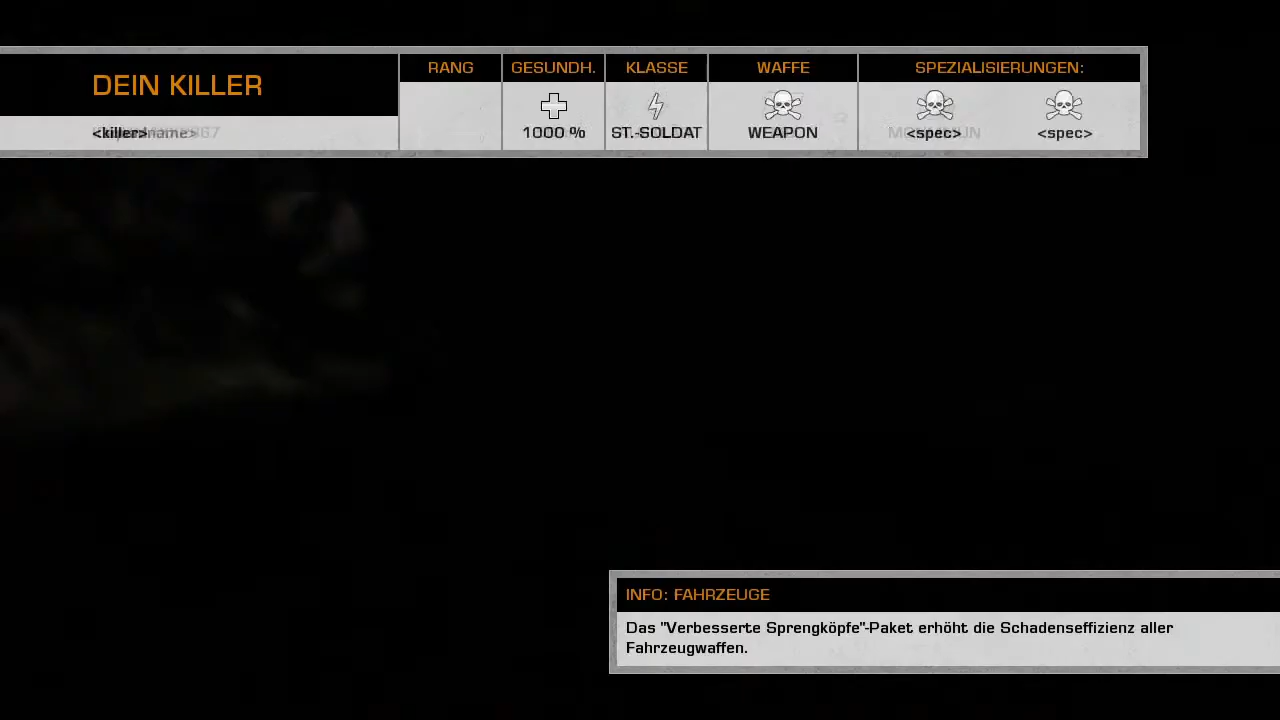 DEIN KILLER
RANG
GESUNDH.
KLASSE
WAFFE
SPEZIALISIERUNGEN:
<killer>
1000 %
ST.-SOLDAT
WEAPON
<spec>
<spec>
INFO: FAHRZEUGE
Das "Verbesserte Sprengköpfe"-Paket erhöht die Schadenseffizienz aller
Fahrzeugwaffen.